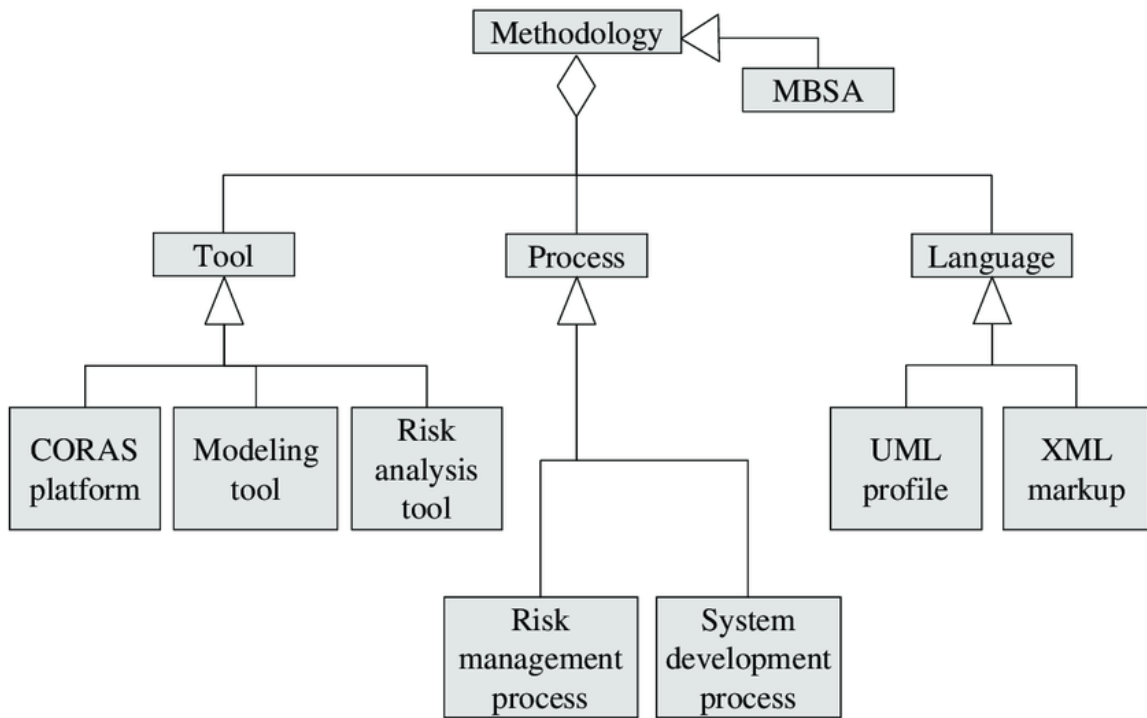 Methodology
MBSA
Tool
Process
Language
CORAS
platform
Modeling
tool
Risk
analysis
tool
UML
profile
XML
markup
Risk
management
process
System
development
process